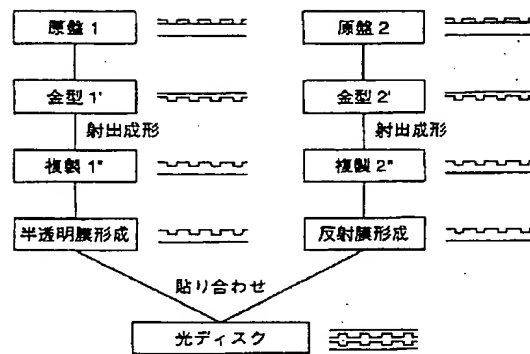 原盤 1
原盤 2
金型 1'
金型 2'
射出成形
射出成形
複製 1"
複製 2"
半透明膜形成
反射膜形成
貼り合わせ
光ディスク